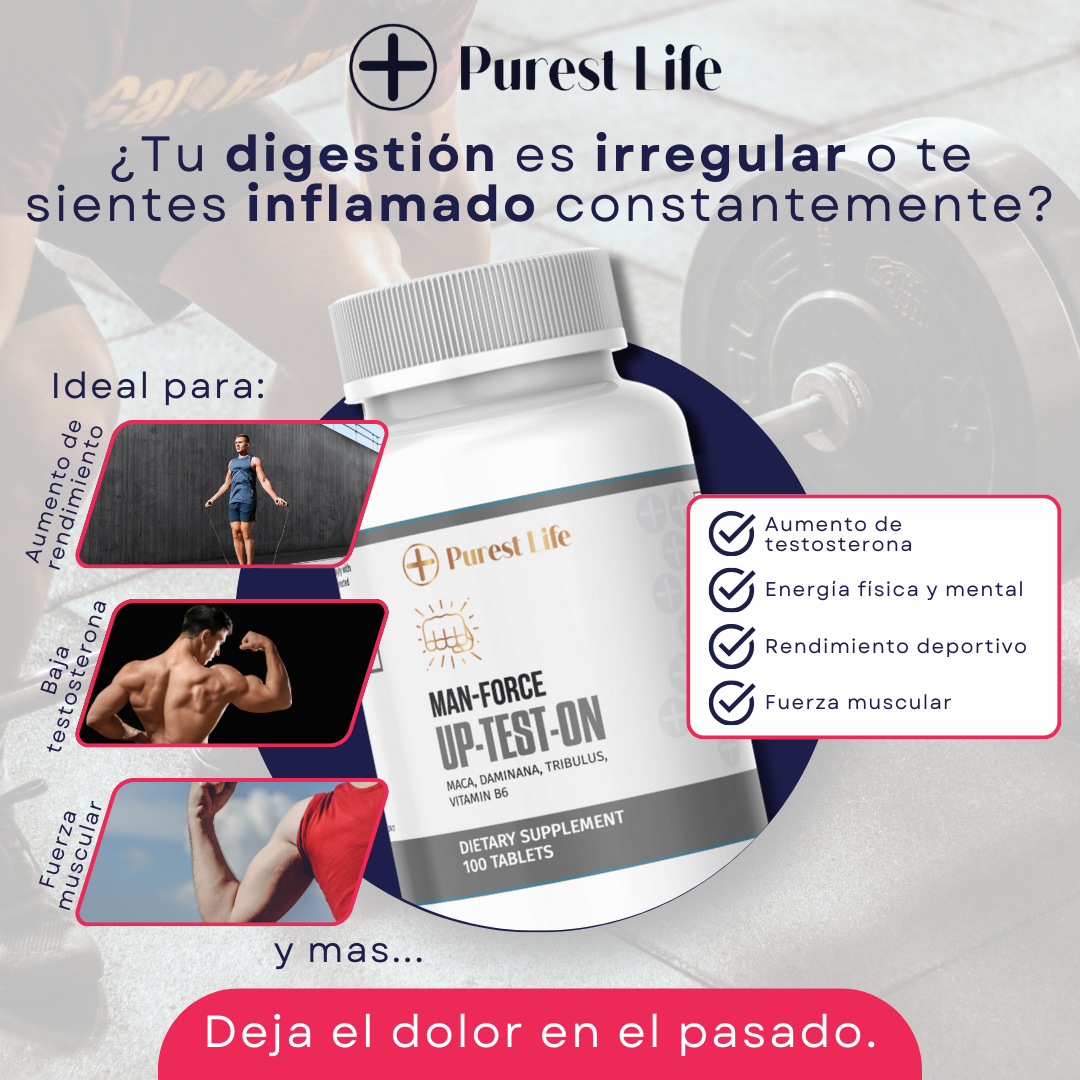 Purest Life
¿Tu digestión es irregular o te
sientes inflamado constantemente?
Ideal para:
Aumento de
rendimiento
Baja
testosterona
Fuerza
muscular
y mas...
Purest Life
MAN-FORCE
UP-TEST-ON
MACA, DAMINANA, TRIBULUS,
VITAMIN B6
DIETARY SUPPLEMENT
100 TABLETS
Aumento de
testosterona
Energía física y mental
Rendimiento deportivo
Fuerza muscular
Deja el dolor en el pasado.